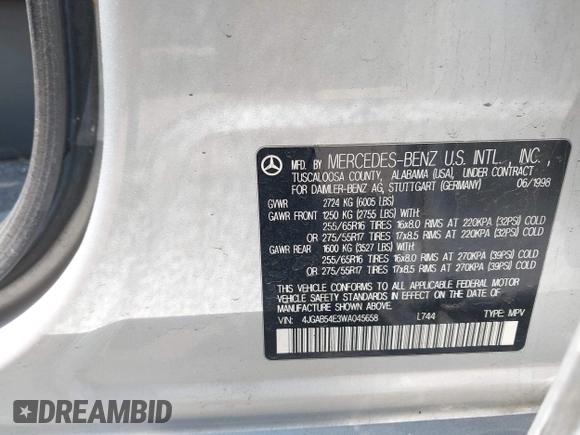 MFD. BY MERCEDES-BENZ U.S. INTL., INC.,
TUSCALOOSA COUNTY, ALABAMA (USA), UNDER CONTRACT
FOR DAIMLER-BENZ AG, STUTTGART (GERMANY) 06/1998
GVWR 2724 KG (6005 LBS)
GAWR FRONT 1250 KG (2755 LBS) WITH:
255/65R16 TIRES 16x8.0 RIMS AT 220KPA (32PSI) COLD
OR 275/55R17 TIRES 17x8.5 RIMS AT 220KPA (32PSI) COLD
GAWR REAR 1600 KG (3527 LBS) WITH:
255/65R16 TIRES 16x8.0 RIMS AT 270KPA (39PSI) COLD
OR 275/55R17 TIRES 17x8.5 RIMS AT 270KPA (39PSI) COLD
THIS VEHICLE CONFORMS TO ALL APPLICABLE FEDERAL MOTOR
VEHICLE SAFETY STANDARDS IN EFFECT ON THE DATE OF
MANUFACTURE SHOWN ABOVE.
VIN: 4JGAB54E3WA045658 L744 TYPE: MPV
DREAMBID